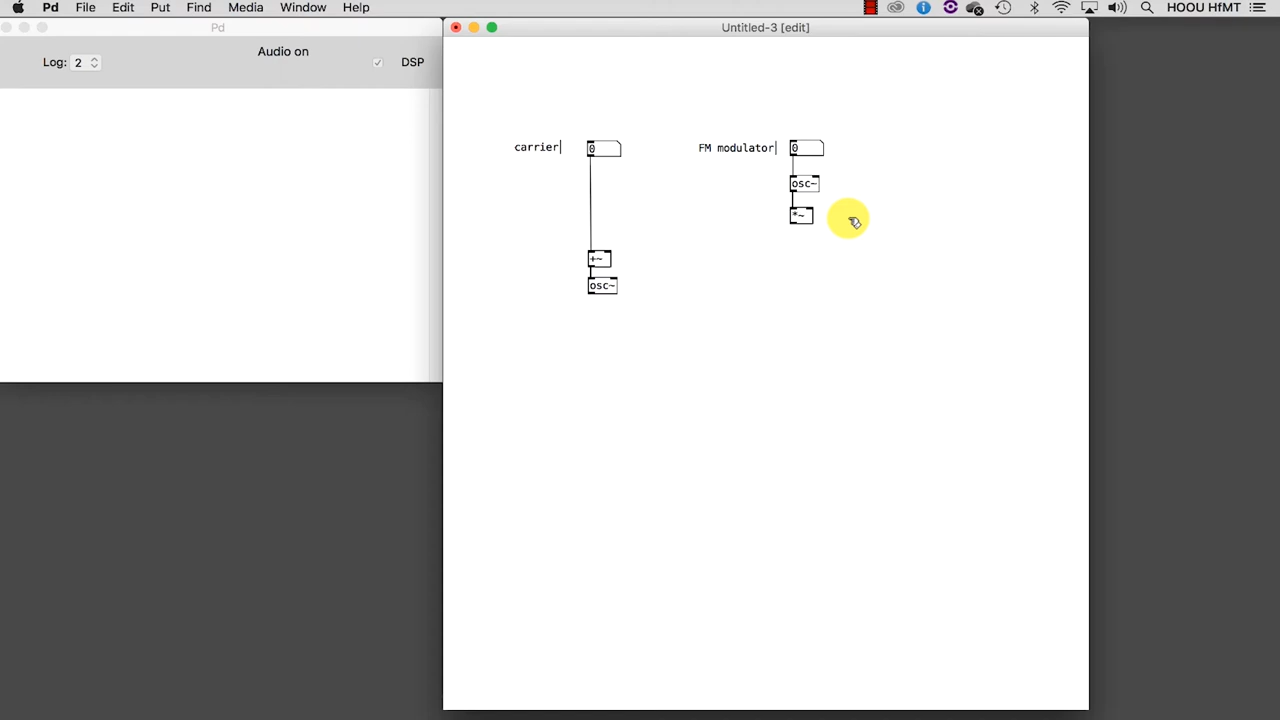 Pd File Edit Put Find Media Window Help HOOU HfMT
Pd
Untitled-3 [edit]
Audio on
Log: 2 DSP
carrier 0 FM modulator 0
osc~
*~
+~
osc~